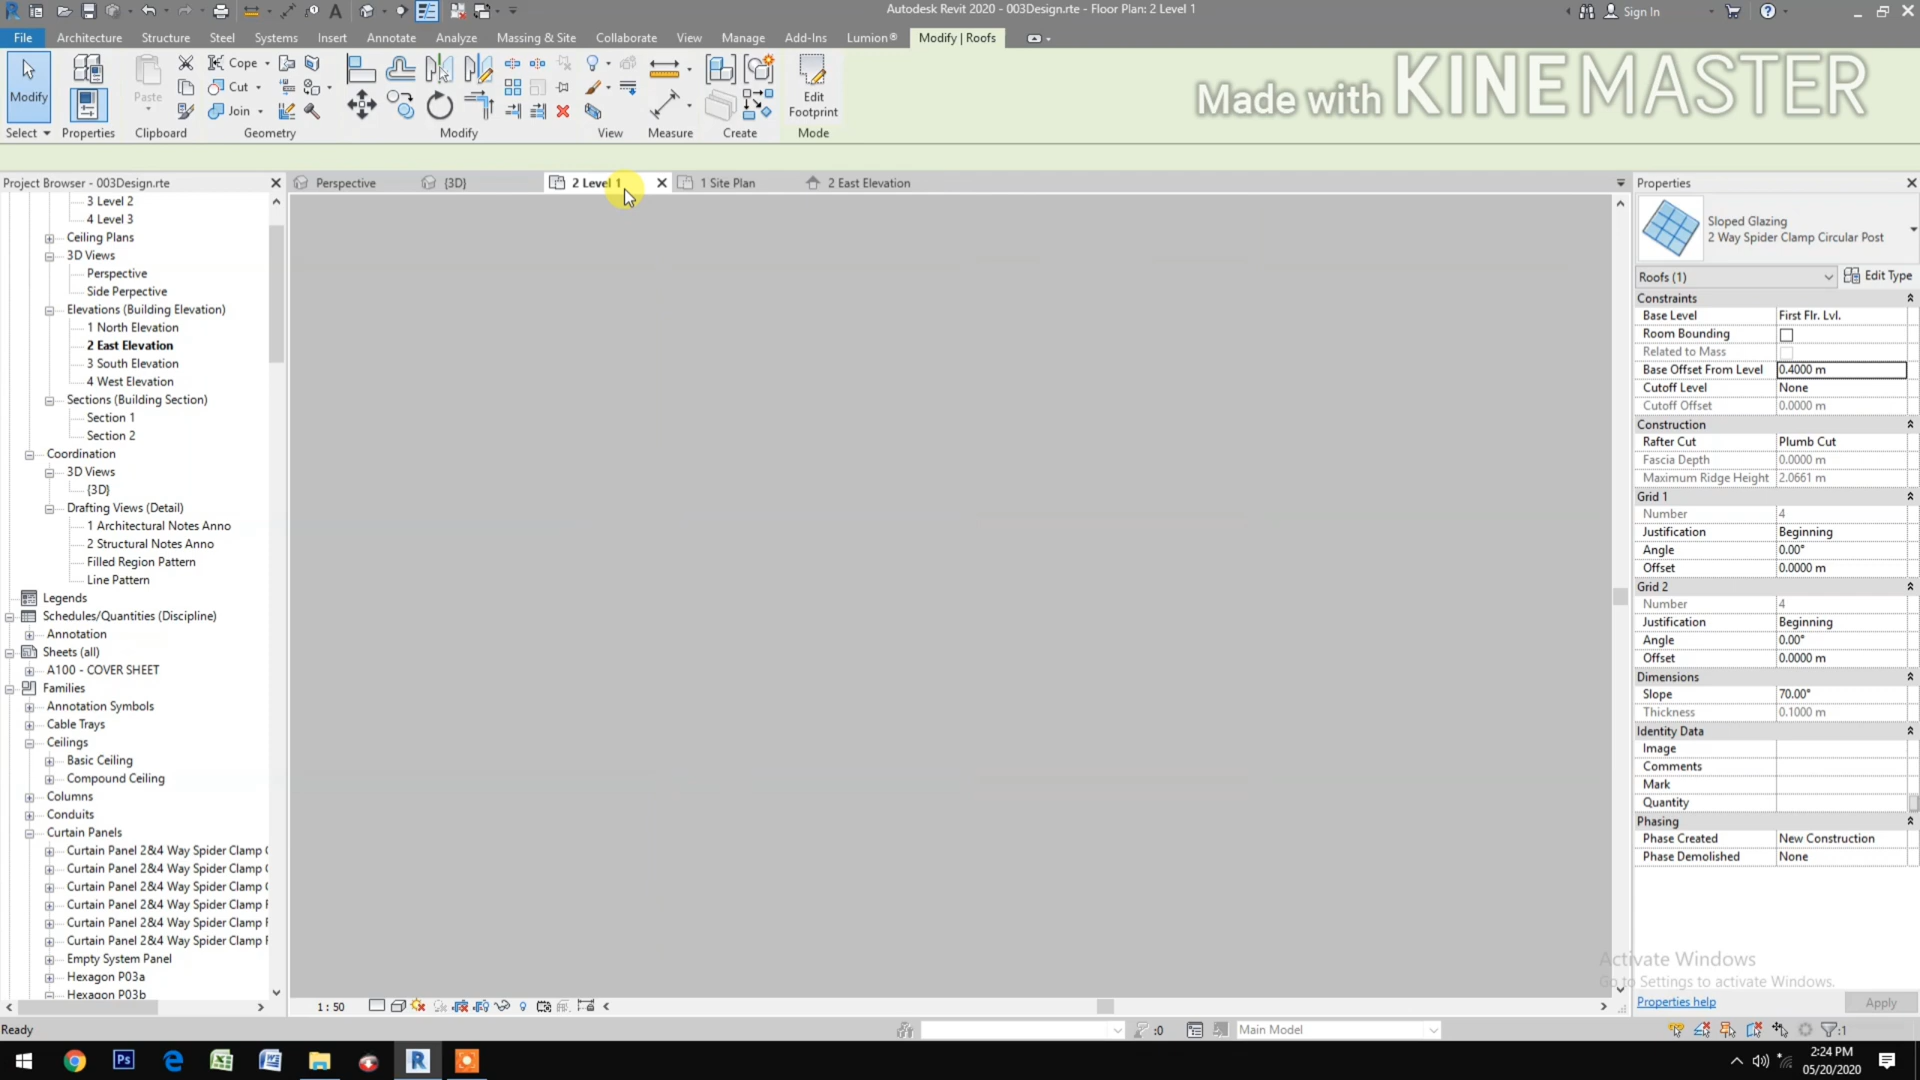 Autodesk Revit 2020 - 003Design.rte - Floor Plan: 2 Level 1
Sign In
File Architecture Structure Steel Systems Insert Annotate Analyze Massing & Site Collaborate View Manage Add-Ins Lumion® Modify | Roofs
Modify
Paste
Cope
Cut
Join
Edit
Footprint
Made with KINEMASTER
Select Properties Clipboard Geometry Modify View Measure Create Mode
Project Browser - 003Design.rte
Perspective {3D} 2 Level 1 1 Site Plan 2 East Elevation
3 Level 2
4 Level 3
Ceiling Plans
3D Views
Perspective
Side Perpective
Elevations (Building Elevation)
1 North Elevation
2 East Elevation
3 South Elevation
4 West Elevation
Sections (Building Section)
Section 1
Section 2
Coordination
3D Views
{3D}
Drafting Views (Detail)
1 Architectural Notes Anno
2 Structural Notes Anno
Filled Region Pattern
Line Pattern
Legends
Schedules/Quantities (Discipline)
Annotation
Sheets (all)
A100 - COVER SHEET
Families
Annotation Symbols
Cable Trays
Ceilings
Basic Ceiling
Compound Ceiling
Columns
Conduits
Curtain Panels
Curtain Panel 2&4 Way Spider Clamp
Curtain Panel 2&4 Way Spider Clamp
Curtain Panel 2&4 Way Spider Clamp
Curtain Panel 2&4 Way Spider Clamp
Curtain Panel 2&4 Way Spider Clamp
Curtain Panel 2&4 Way Spider Clamp
Empty System Panel
Hexagon P03a
Hexagon P03b
Properties
Sloped Glazing
2 Way Spider Clamp Circular Post
Roofs (1) Edit Type
Constraints
Base Level First Flr. Lvl.
Room Bounding
Related to Mass
Base Offset From Level 0.4000 m
Cutoff Level None
Cutoff Offset 0.0000 m
Construction
Rafter Cut Plumb Cut
Fascia Depth 0.0000 m
Maximum Ridge Height 2.0661 m
Grid 1
Number 4
Justification Beginning
Angle 0.00°
Offset 0.0000 m
Grid 2
Number 4
Justification Beginning
Angle 0.00°
Offset 0.0000 m
Dimensions
Slope 70.00°
Thickness 0.1000 m
Identity Data
Image
Comments
Mark
Quantity
Phasing
Phase Created New Construction
Phase Demolished None
Activate Windows
Go to Settings to activate Windows.
Properties help Apply
1 : 50
Ready
:0
Main Model
:1
2:24 PM
05/20/2020